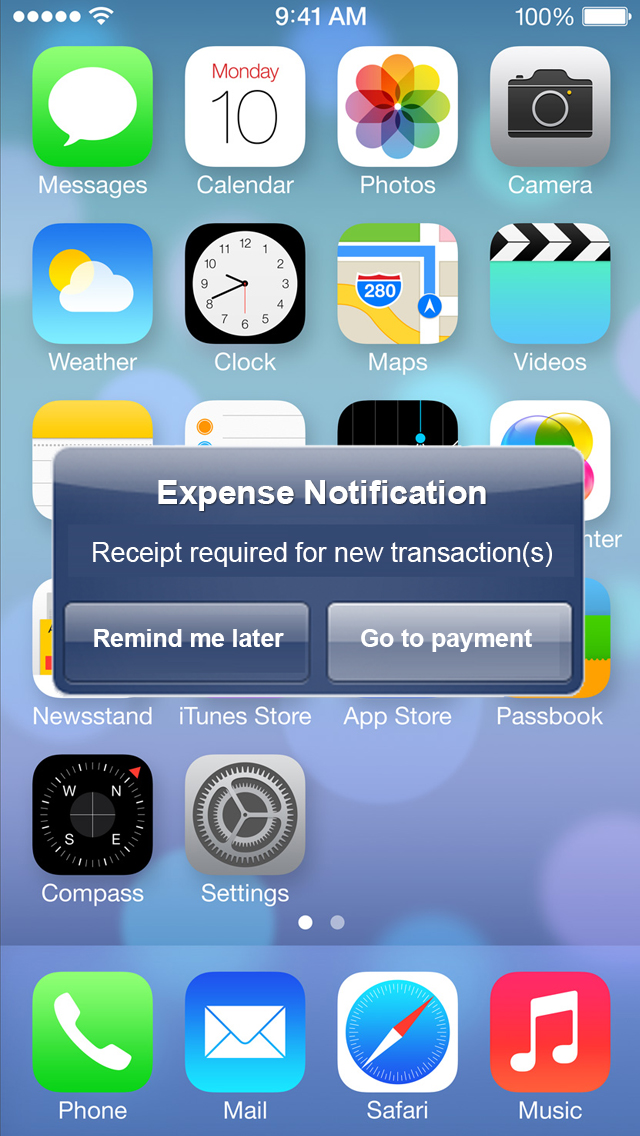 9:41 AM 100%
Monday
10
Messages Calendar Photos Camera
12
11 1
10 2
9 3
8 4
7 5
6
280
Weather Clock Maps Videos
Expense Notification
Receipt required for new transaction(s)
Remind me later Go to payment
Newsstand iTunes Store App Store Passbook
W N
S E
Compass Settings
Phone Mail Safari Music